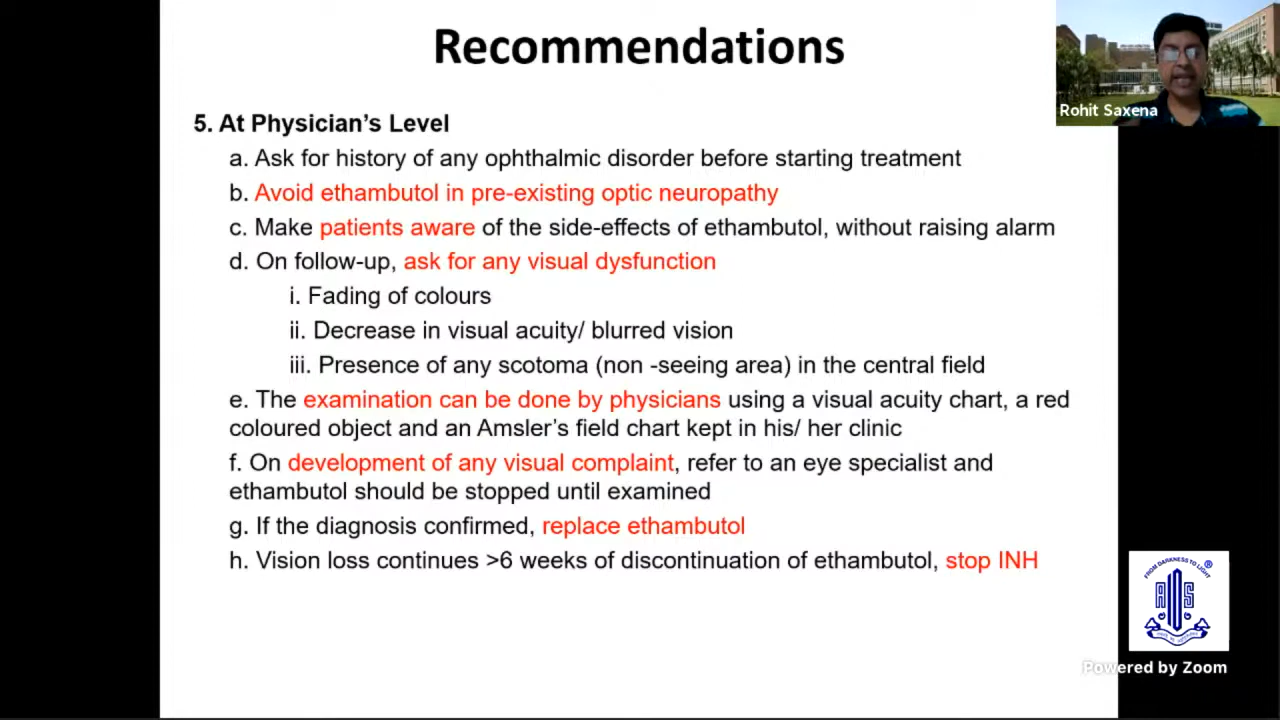 Recommendations
Rohit Saxena
5. At Physician's Level
a. Ask for history of any ophthalmic disorder before starting treatment
b. Avoid ethambutol in pre-existing optic neuropathy
c. Make patients aware of the side-effects of ethambutol, without raising alarm
d. On follow-up, ask for any visual dysfunction
i. Fading of colours
ii. Decrease in visual acuity/ blurred vision
iii. Presence of any scotoma (non -seeing area) in the central field
e. The examination can be done by physicians using a visual acuity chart, a red
coloured object and an Amsler's field chart kept in his/ her clinic
f. On development of any visual complaint, refer to an eye specialist and
ethambutol should be stopped until examined
g. If the diagnosis confirmed, replace ethambutol
h. Vision loss continues >6 weeks of discontinuation of ethambutol, stop INH
FROM DARKNESS TO LIGHT
®
AIOS
Powered by Zoom